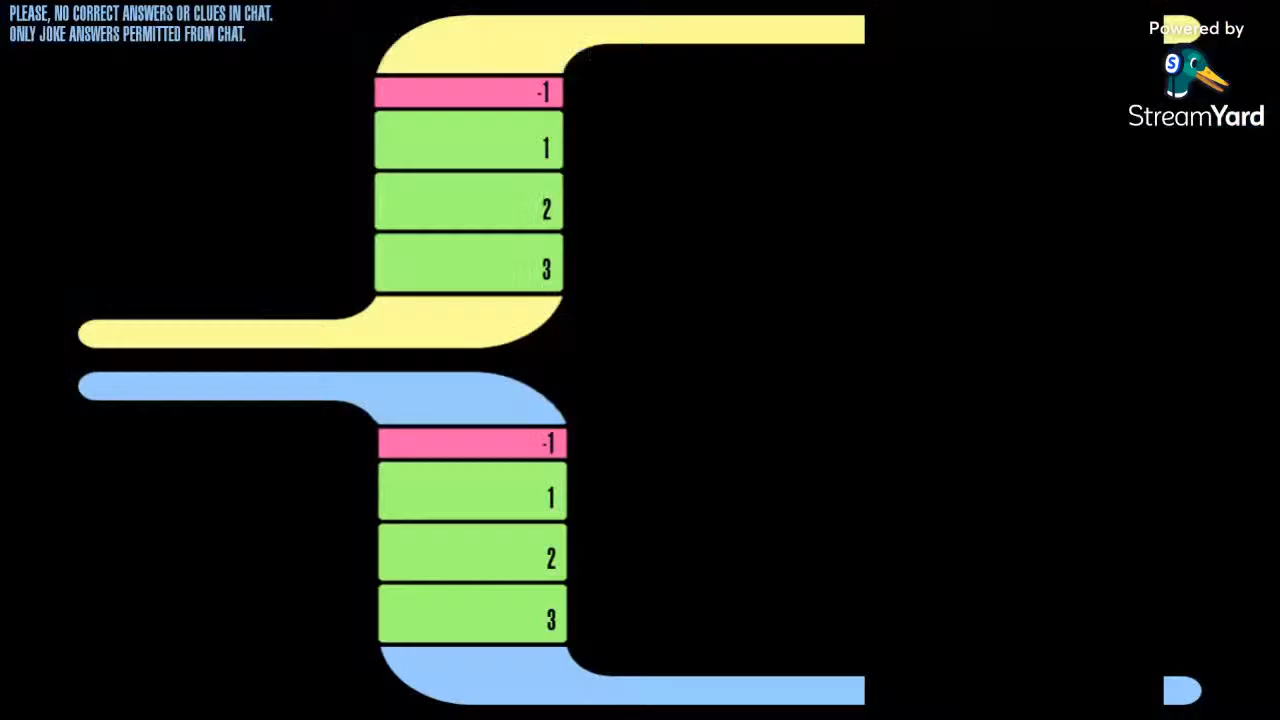 PLEASE, NO CORRECT ANSWERS OR CLUES IN CHAT.
ONLY JOKE ANSWERS PERMITTED FROM CHAT.
Powered by
S
StreamYard
-1
1
2
3
-1
1
2
3